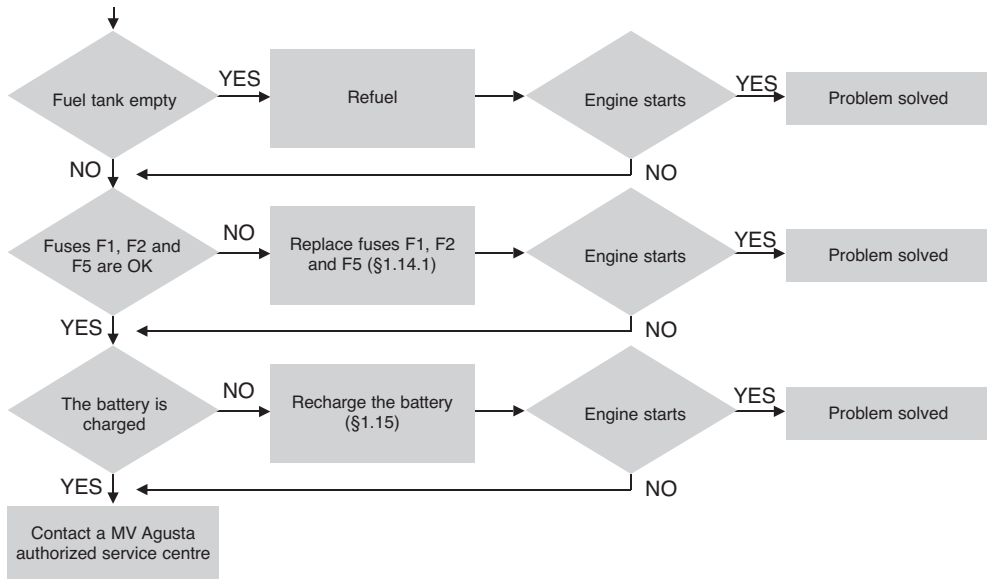 Fuel tank empty
YES
Refuel
Engine starts
YES
Problem solved
NO
NO
Fuses F1, F2 and
F5 are OK
NO
Replace fuses F1, F2
and F5 (§1.14.1)
Engine starts
YES
Problem solved
YES
NO
The battery is
charged
NO
Recharge the battery
(§1.15)
Engine starts
YES
Problem solved
YES
NO
Contact a MV Agusta
authorized service centre